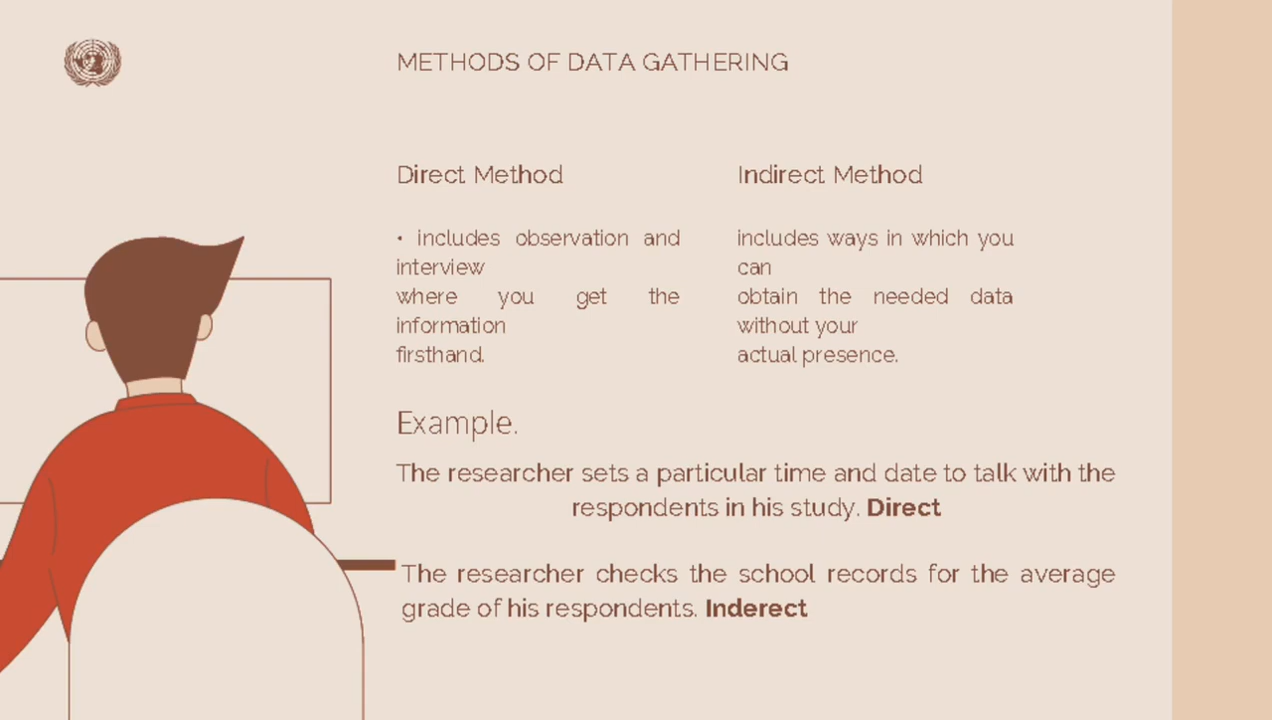 METHODS OF DATA GATHERING
Direct Method
• includes observation and
interview
where you get the
information
firsthand.
Indirect Method
includes ways in which you
can
obtain the needed data
without your
actual presence.
Example.
The researcher sets a particular time and date to talk with the
respondents in his study. Direct
The researcher checks the school records for the average
grade of his respondents. Inderect